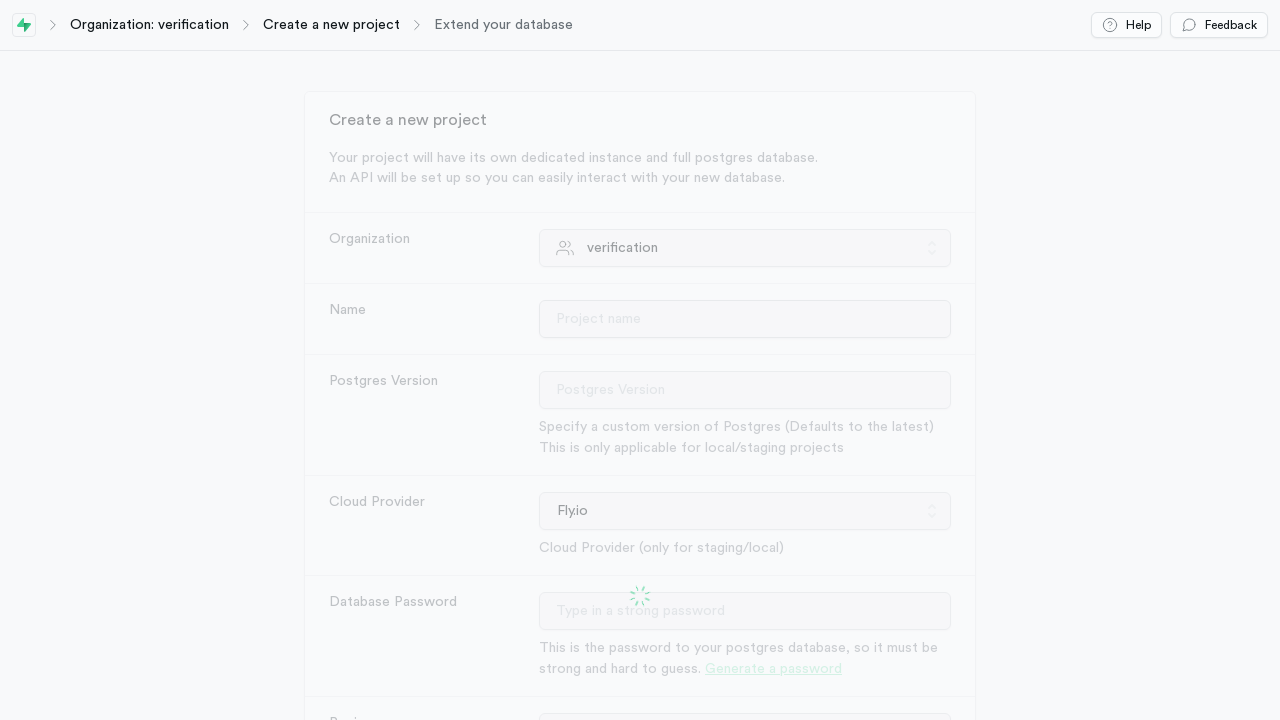 Organization: verification
Create a new project
Extend your database
Help
Feedback
Create a new project
Your project will have its own dedicated instance and full postgres database.
An API will be set up so you can easily interact with your new database.
Organization
verification
Name
Project name
Postgres Version
Postgres Version
Specify a custom version of Postgres (Defaults to the latest)
This is only applicable for local/staging projects
Cloud Provider
Fly.io
Cloud Provider (only for staging/local)
Database Password
Type in a strong password
This is the password to your postgres database, so it must be
strong and hard to guess. Generate a password